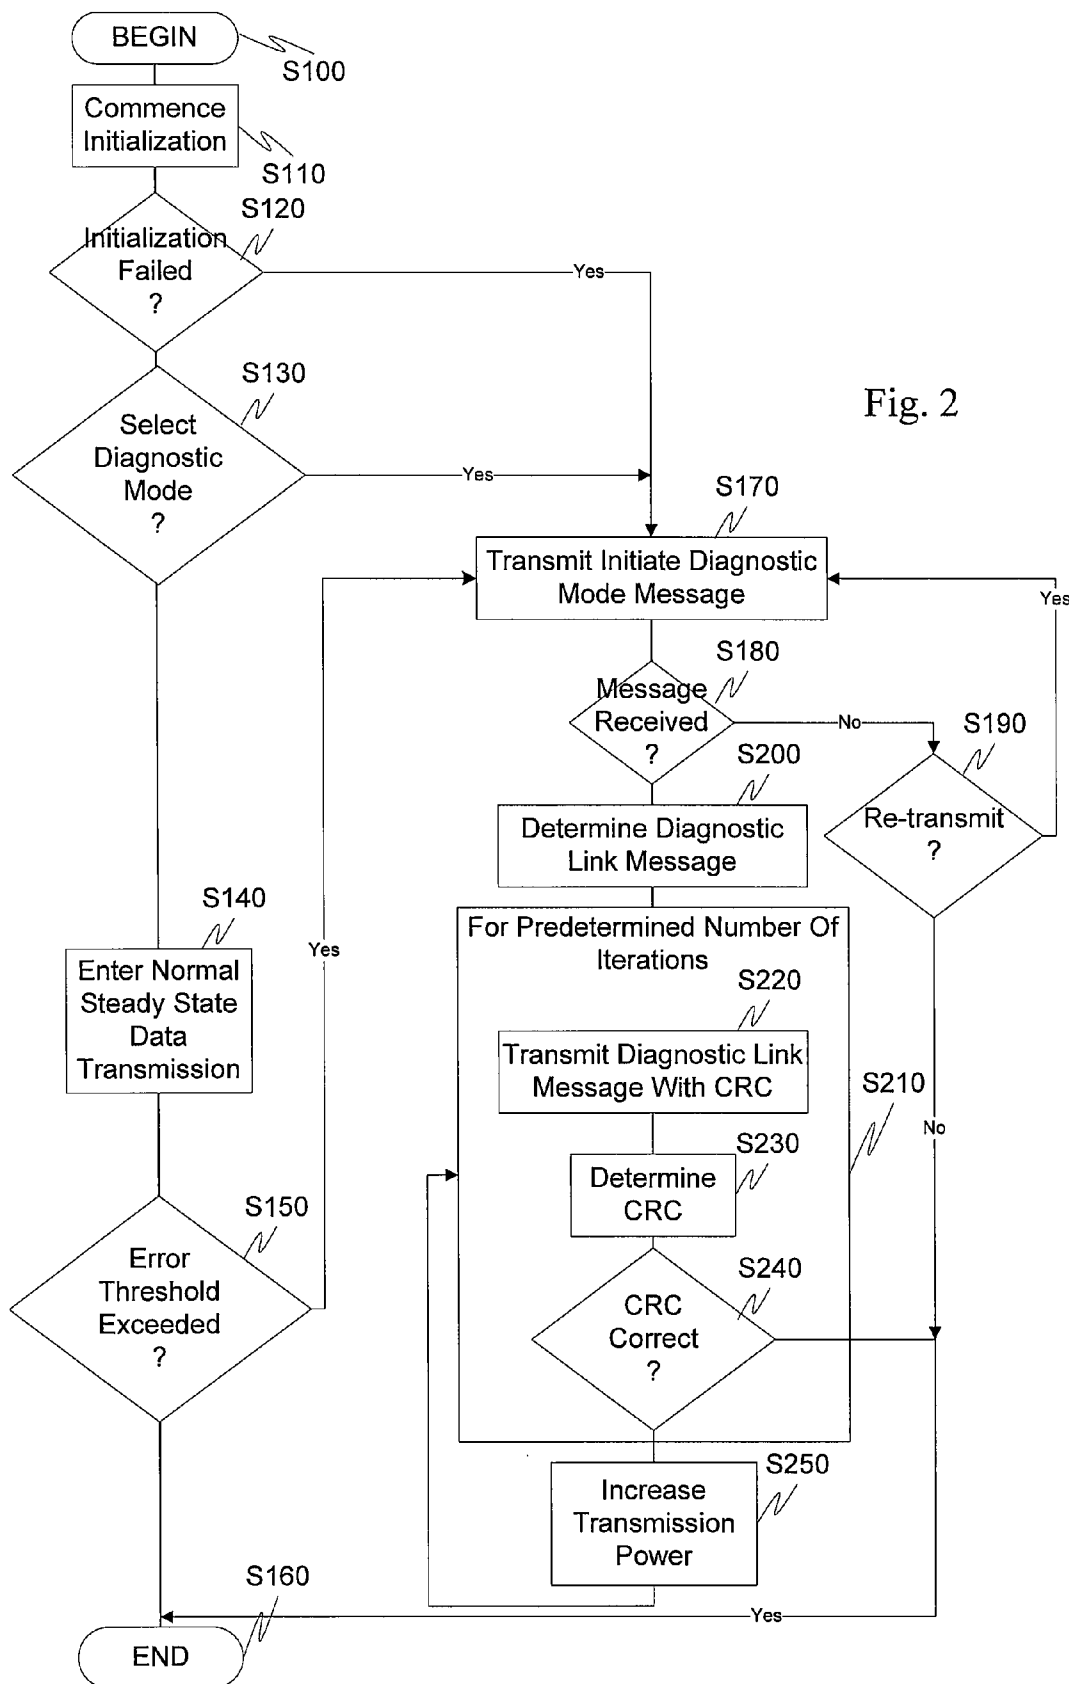 BEGIN
S100
Commence
Initialization
S110
S120
Initialization
Failed
?
Yes
S130
Select
Diagnostic
Mode
?
Yes
Fig. 2
S170
Transmit Initiate Diagnostic
Mode Message
Yes
S180
Message
Received
?
No
S190
Re-transmit
?
S200
Determine Diagnostic
Link Message
S140
Enter Normal
Steady State
Data
Transmission
Yes
For Predetermined Number Of
Iterations
S220
Transmit Diagnostic Link
Message With CRC
S210
No
S230
Determine
CRC
S150
Error
Threshold
Exceeded
?
S240
CRC
Correct
?
S250
Increase
Transmission
Power
S160
Yes
END